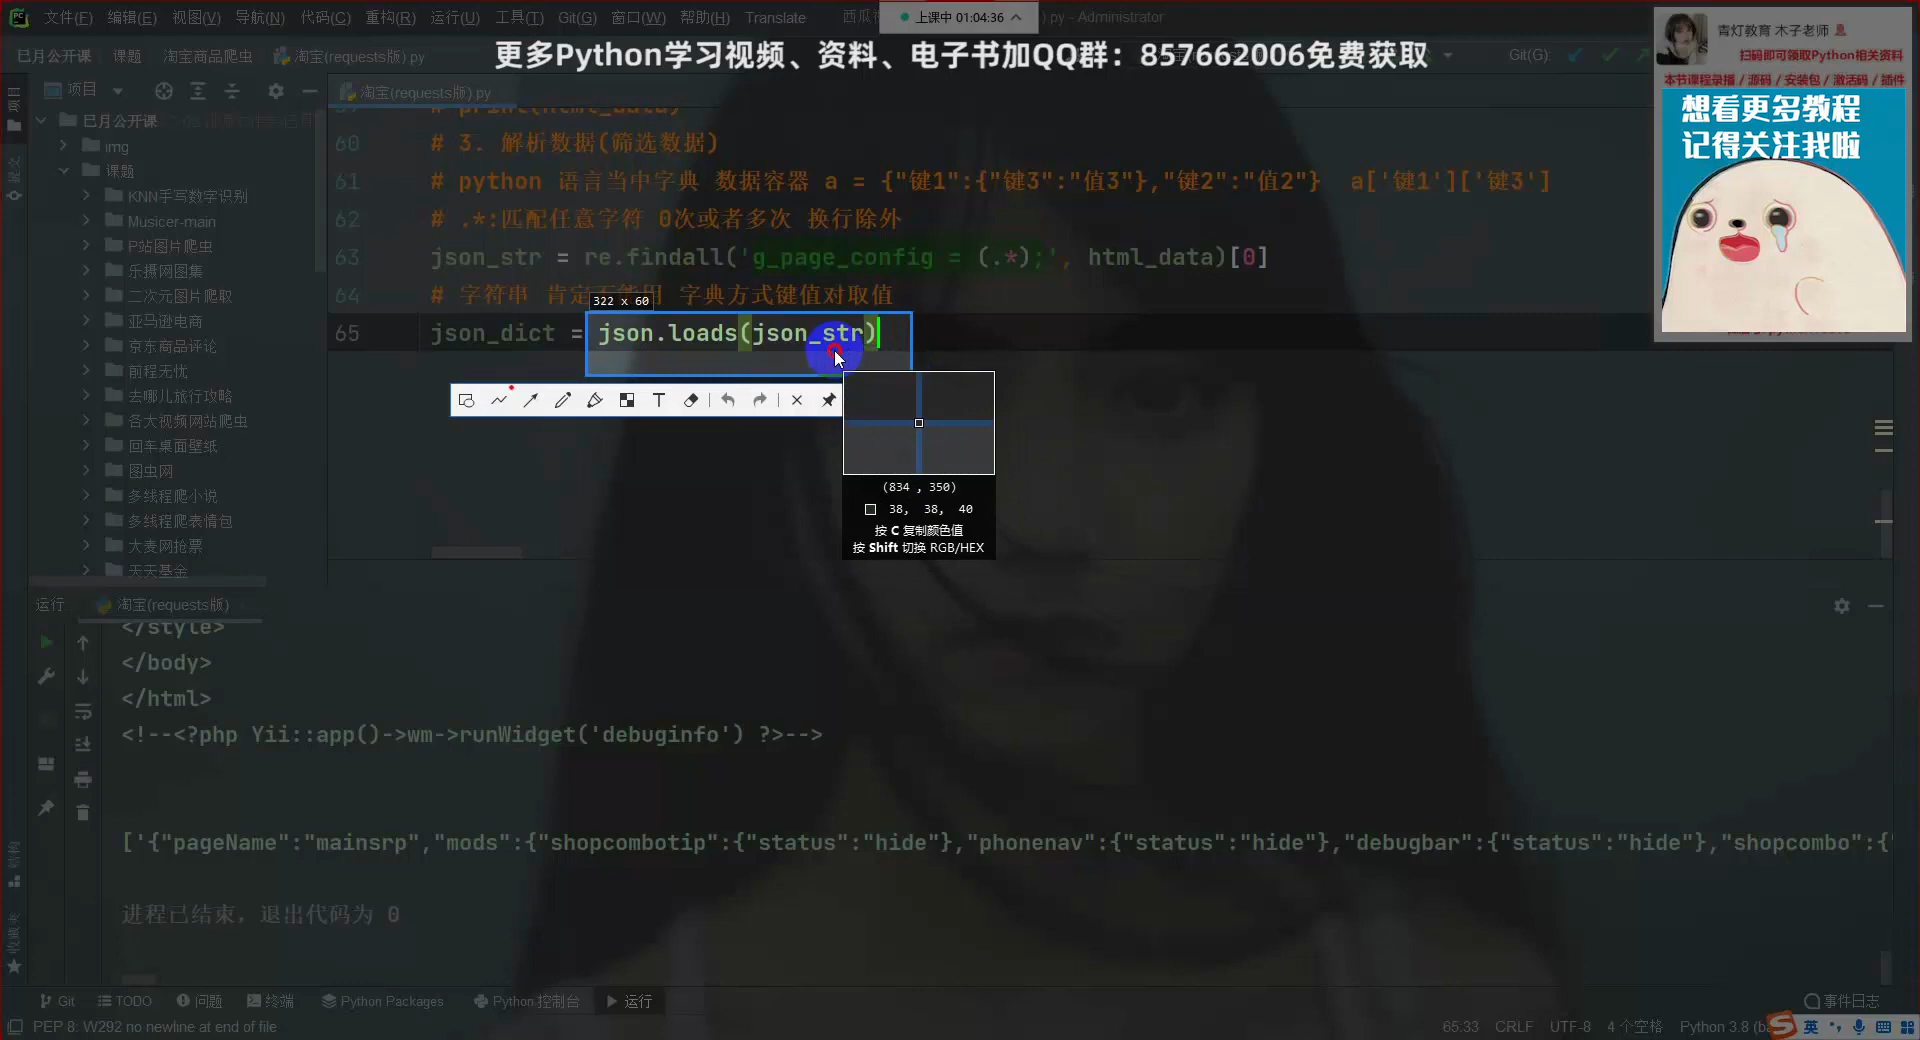 文件(F) 编辑(E) 视图(V) 导航(N) 代码(C) 重构(R) 运行(U) 工具(T) Git(G) 窗口(W) 帮助(H) Translate
上课中 01:04:36
).py - Administrator
更多Python学习视频、资料、电子书加QQ群：857662006免费获取
巳月公开课 课题 淘宝商品爬虫 淘宝(requests版).py
Git(G):
青灯教育 木子老师
扫码即可领取Python相关资料
本节课程录播 / 源码 / 安装包 / 激活码 / 插件
想看更多教程
记得关注我啦
项目
淘宝(requests版).py
巳月公开课
img
课题
KNN手写数字识别
Musicer-main
P站图片爬虫
乐摄网图集
二次元图片爬取
亚马逊电商
京东商品评论
前程无忧
去哪儿旅行攻略
各大视频网站爬虫
回车桌面壁纸
图虫网
多线程爬小说
多线程爬表情包
大麦网抢票
天天基金
# print(html_data)
60 # 3. 解析数据(筛选数据)
61 # python 语言当中字典 数据容器 a = {"键1":{"键3":"值3"},"键2":"值2"} a['键1']['键3']
62 # .*:匹配任意字符 0次或者多次 换行除外
63 json_str = re.findall('g_page_config = (.*);', html_data)[0]
64 # 字符串 肯定不能用 字典方式键值对取值
322 x 60
65 json_dict = json.loads(json_str)
(834 , 350)
38, 38, 40
按 C 复制颜色值
按 Shift 切换 RGB/HEX
运行 淘宝(requests版)
</style>
</body>
</html>
<!--<?php Yii::app()->wm->runWidget('debuginfo') ?>-->
['{"pageName":"mainsrp","mods":{"shopcombotip":{"status":"hide"},"phonenav":{"status":"hide"},"debugbar":{"status":"hide"},"shopcombo":{'
进程已结束，退出代码为 0
Git TODO 问题 终端 Python Packages Python 控制台 运行
事件日志
PEP 8: W292 no newline at end of file
65:33 CRLF UTF-8 4 个空格 Python 3.8
英